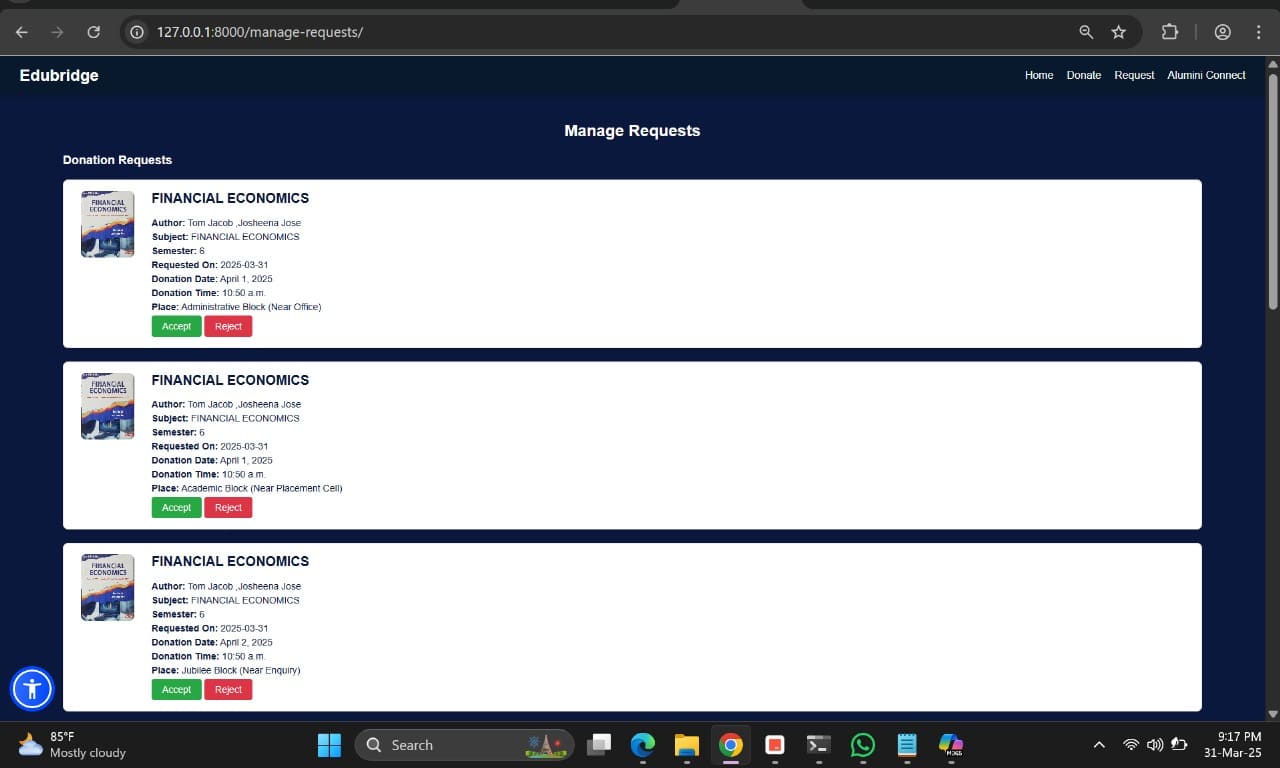 127.0.0.1:8000/manage-requests/
Edubridge
Home Donate Request Alumini Connect
Manage Requests
Donation Requests
FINANCIAL ECONOMICS
FINANCIAL
ECONOMICS
Author: Tom Jacob ,Josheena Jose
Subject: FINANCIAL ECONOMICS
Semester: 6
Requested On: 2025-03-31
Donation Date: April 1, 2025
Donation Time: 10:50 a.m.
Place: Administrative Block (Near Office)
Accept Reject
FINANCIAL ECONOMICS
FINANCIAL
ECONOMICS
Author: Tom Jacob ,Josheena Jose
Subject: FINANCIAL ECONOMICS
Semester: 6
Requested On: 2025-03-31
Donation Date: April 1, 2025
Donation Time: 10:50 a.m.
Place: Academic Block (Near Placement Cell)
Accept Reject
FINANCIAL ECONOMICS
FINANCIAL
ECONOMICS
Author: Tom Jacob ,Josheena Jose
Subject: FINANCIAL ECONOMICS
Semester: 6
Requested On: 2025-03-31
Donation Date: April 2, 2025
Donation Time: 10:50 a.m.
Place: Jubilee Block (Near Enquiry)
Accept Reject
85°F
Mostly cloudy
Search
M365
9:17 PM
31-Mar-25